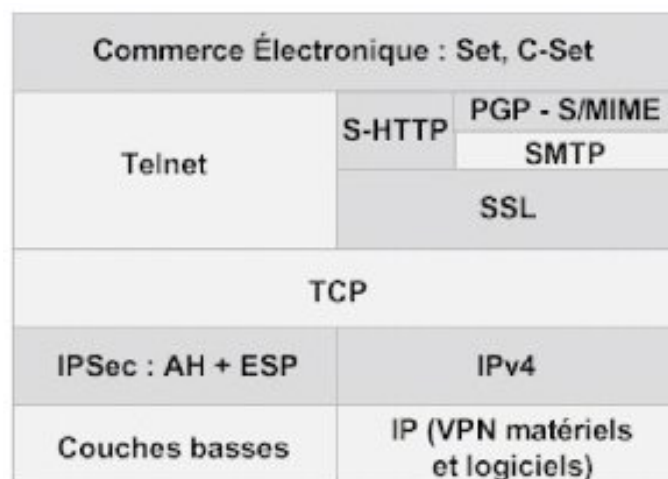 Commerce Électronique : Set, C-Set
Telnet
S-HTTP
PGP - S/MIME
SMTP
SSL
TCP
IPSec : AH + ESP
IPv4
Couches basses
IP (VPN matériels
et logiciels)